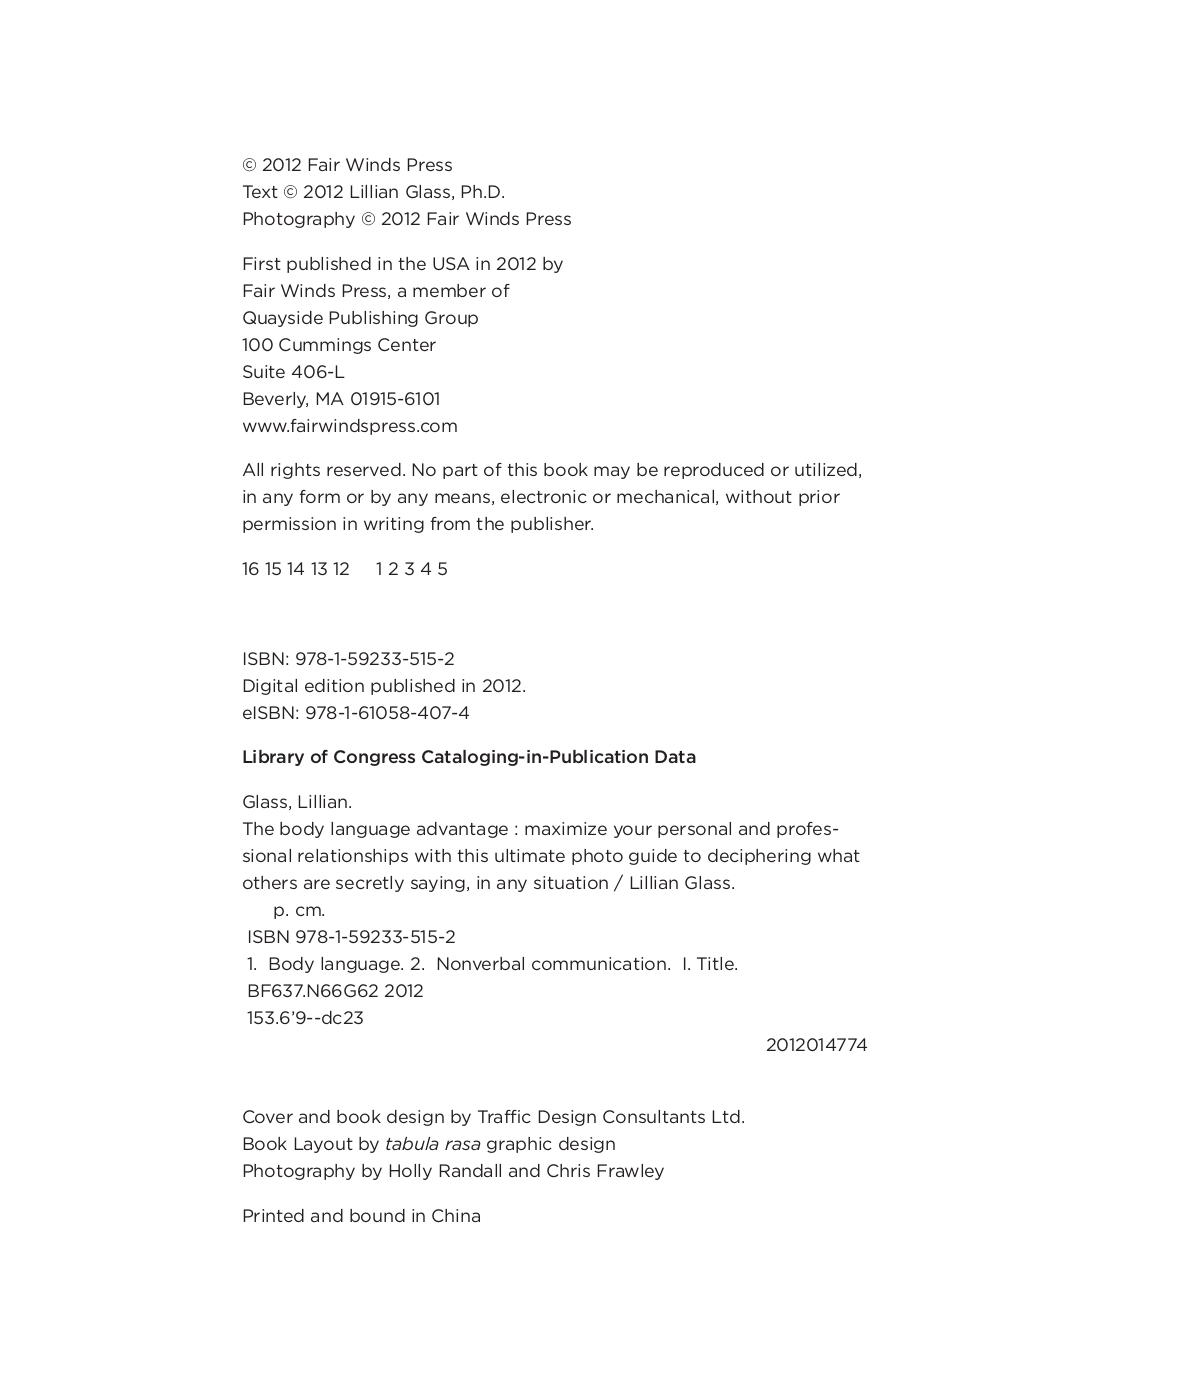 © 2012 Fair Winds Press
Text © 2012 Lillian Glass, Ph.D.
Photography © 2012 Fair Winds Press
First published in the USA in 2012 by
Fair Winds Press, a member of
Quayside Publishing Group
100 Cummings Center
Suite 406-L
Beverly, MA 01915-6101
www.fairwindspress.com
All rights reserved. No part of this book may be reproduced or utilized,
in any form or by any means, electronic or mechanical, without prior
permission in writing from the publisher.
16 15 14 13 12     1 2 3 4 5
ISBN: 978-1-59233-515-2
Digital edition published in 2012.
eISBN: 978-1-61058-407-4
Library of Congress Cataloging-in-Publication Data
Glass, Lillian.
The body language advantage : maximize your personal and profes-
sional relationships with this ultimate photo guide to deciphering what
others are secretly saying, in any situation / Lillian Glass.
p. cm.
ISBN 978-1-59233-515-2
1.  Body language. 2.  Nonverbal communication.  I. Title.
BF637.N66G62 2012
153.6’9--dc23
2012014774
Cover and book design by Traffic Design Consultants Ltd.
Book Layout by tabula rasa graphic design
Photography by Holly Randall and Chris Frawley
Printed and bound in China